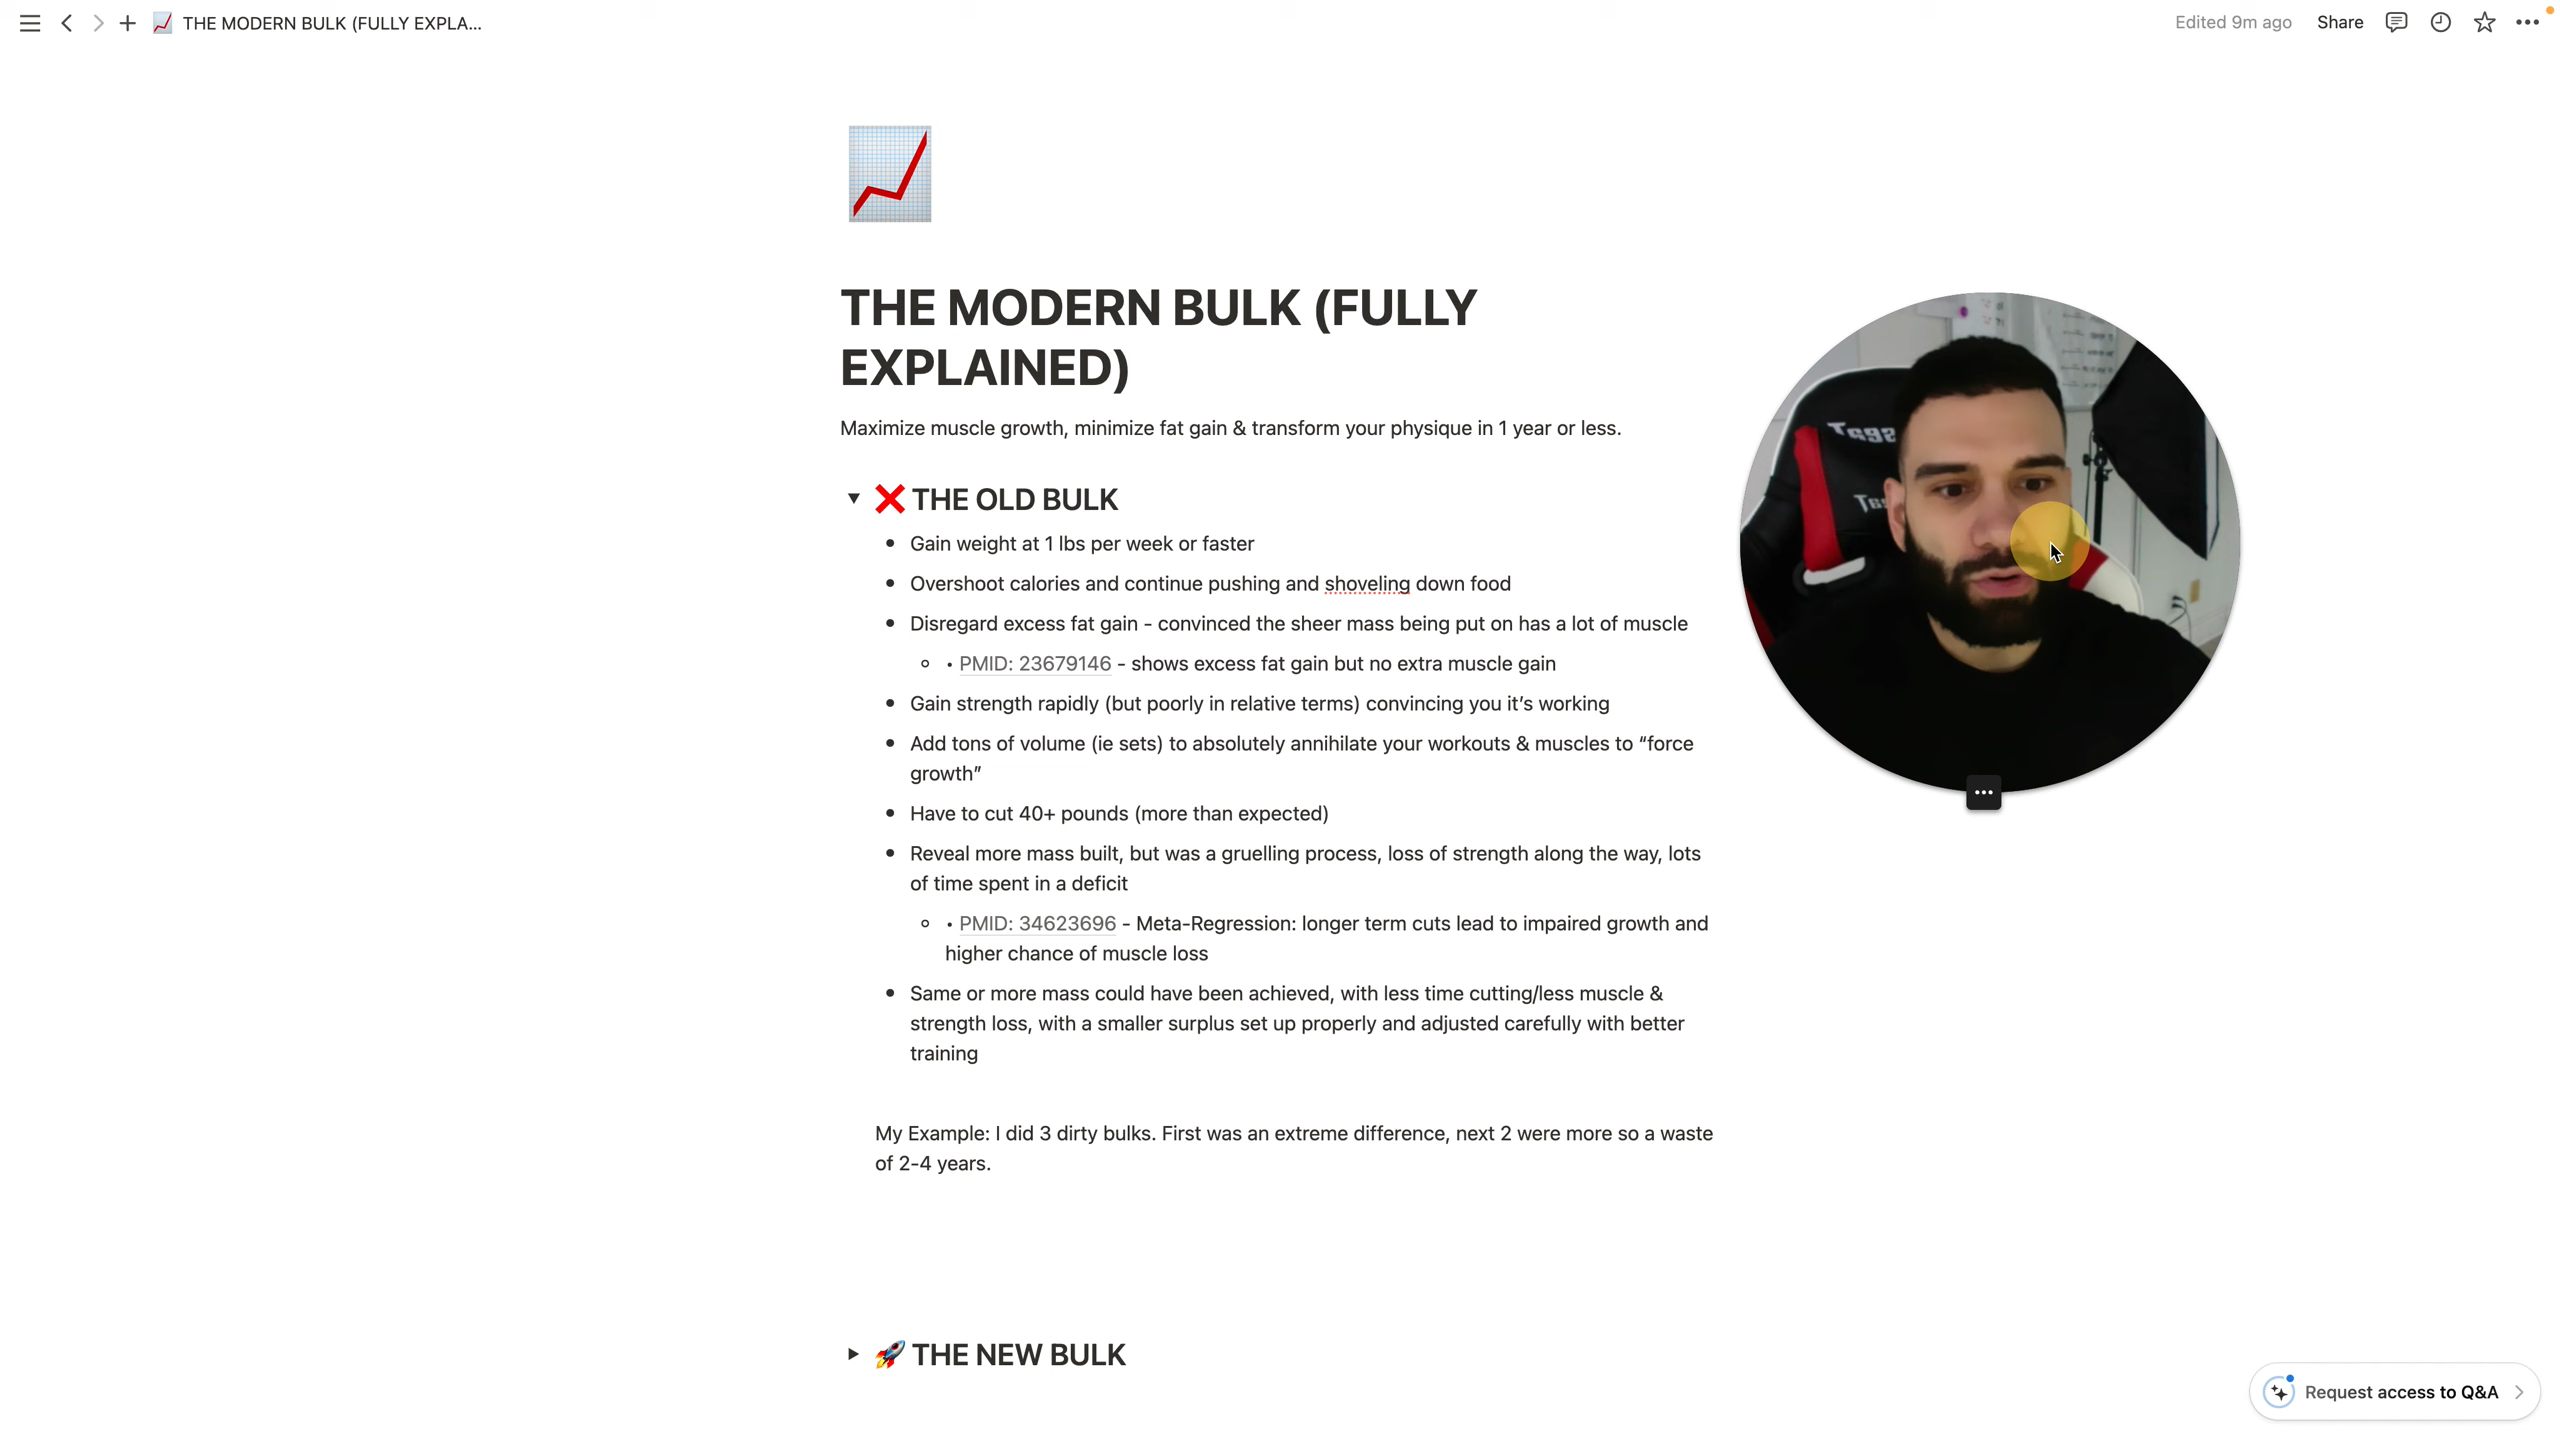 THE MODERN BULK (FULLY EXPLA...
Edited 9m ago
Share
THE MODERN BULK (FULLY
EXPLAINED)
Maximize muscle growth, minimize fat gain & transform your physique in 1 year or less.
❌ THE OLD BULK
• Gain weight at 1 lbs per week or faster
• Overshoot calories and continue pushing and shoveling down food
• Disregard excess fat gain - convinced the sheer mass being put on has a lot of muscle
◦ • PMID: 23679146 - shows excess fat gain but no extra muscle gain
• Gain strength rapidly (but poorly in relative terms) convincing you it’s working
• Add tons of volume (ie sets) to absolutely annihilate your workouts & muscles to “force
growth”
• Have to cut 40+ pounds (more than expected)
• Reveal more mass built, but was a gruelling process, loss of strength along the way, lots
of time spent in a deficit
◦ • PMID: 34623696 - Meta-Regression: longer term cuts lead to impaired growth and
higher chance of muscle loss
• Same or more mass could have been achieved, with less time cutting/less muscle &
strength loss, with a smaller surplus set up properly and adjusted carefully with better
training
My Example: I did 3 dirty bulks. First was an extreme difference, next 2 were more so a waste
of 2-4 years.
🚀 THE NEW BULK
Request access to Q&A